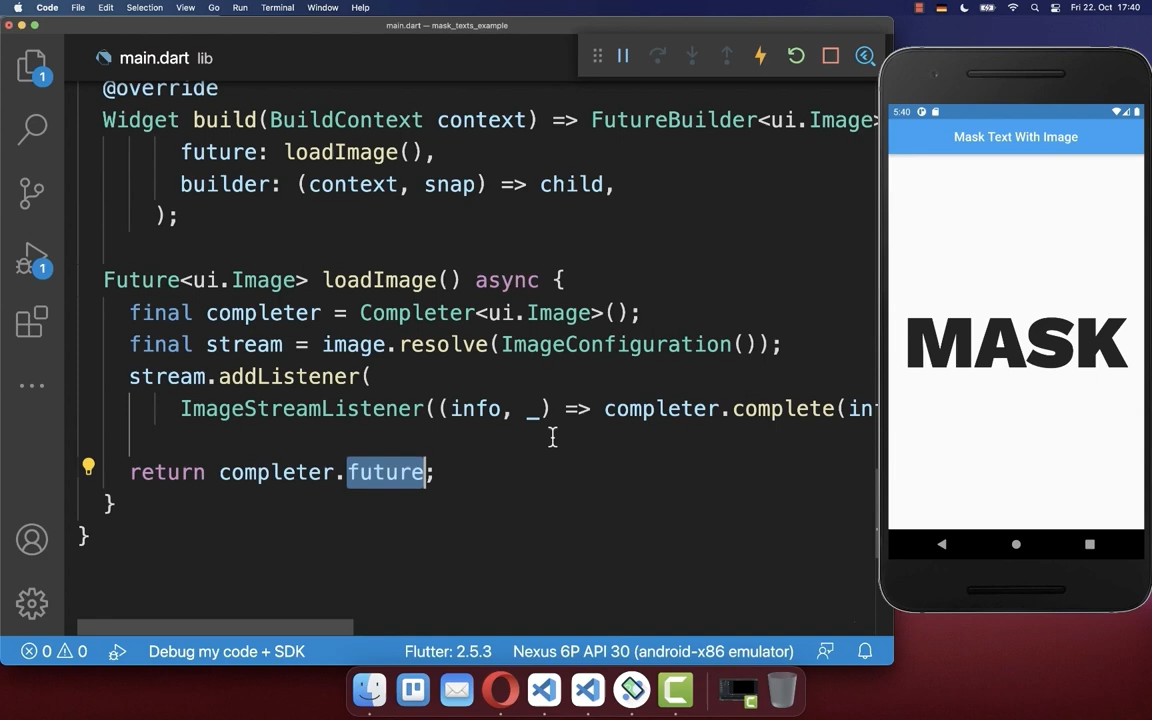 Code File Edit Selection View Go Run Terminal Window Help Fri 22. Oct 17:40
main.dart — mask_texts_example
main.dart lib
1
1
@override
Widget build(BuildContext context) => FutureBuilder<ui.Image>
future: loadImage(),
builder: (context, snap) => child,
);
Future<ui.Image> loadImage() async {
final completer = Completer<ui.Image>();
final stream = image.resolve(ImageConfiguration());
stream.addListener(
ImageStreamListener((info, _) => completer.complete(in
return completer.future;
}
}
0 0 Debug my code + SDK Flutter: 2.5.3 Nexus 6P API 30 (android-x86 emulator)
5:40
Mask Text With Image
MASK